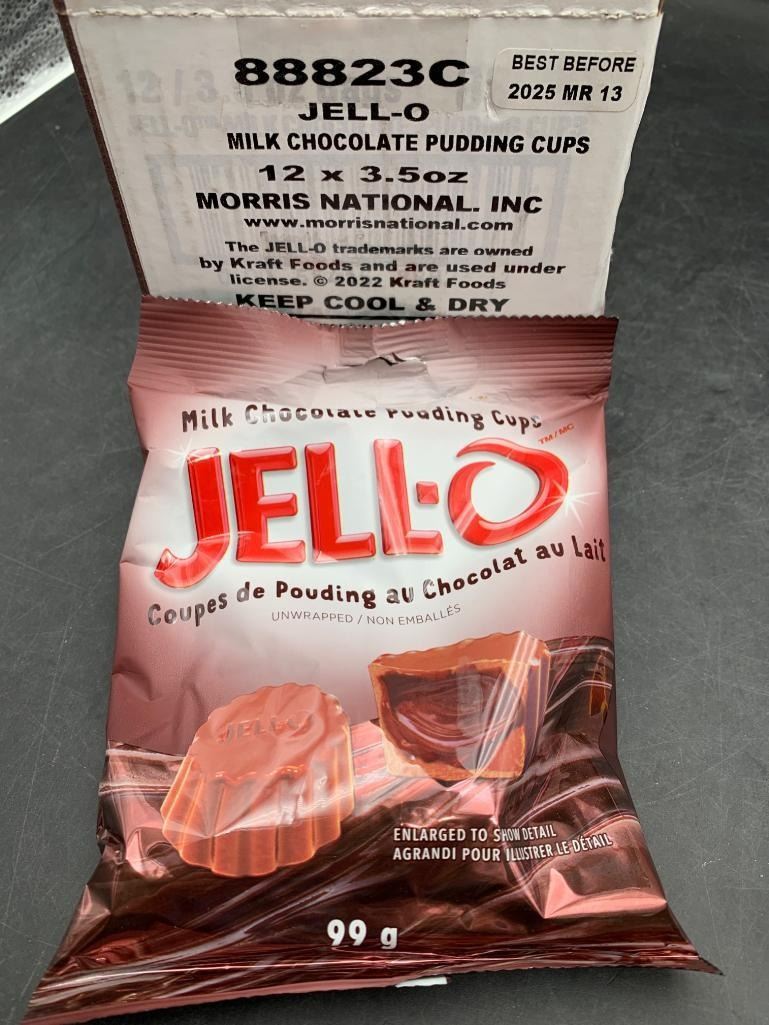 88823C
BEST BEFORE
2025 MR 13
JELL-O
MILK CHOCOLATE PUDDING CUPS
12 x 3.5oz
MORRIS NATIONAL. INC
www.morrisnational.com
The JELL-O trademarks are owned
by Kraft Foods and are used under
license. © 2022 Kraft Foods
KEEP COOL & DRY
Milk Chocolate Pudding Cups
JELL-O TM/MC
Coupes de Pouding au Chocolat au Lait
UNWRAPPED / NON EMBALLÉS
JELL-O
ENLARGED TO SHOW DETAIL
AGRANDI POUR ILLUSTRER LE DÉTAIL
99 g